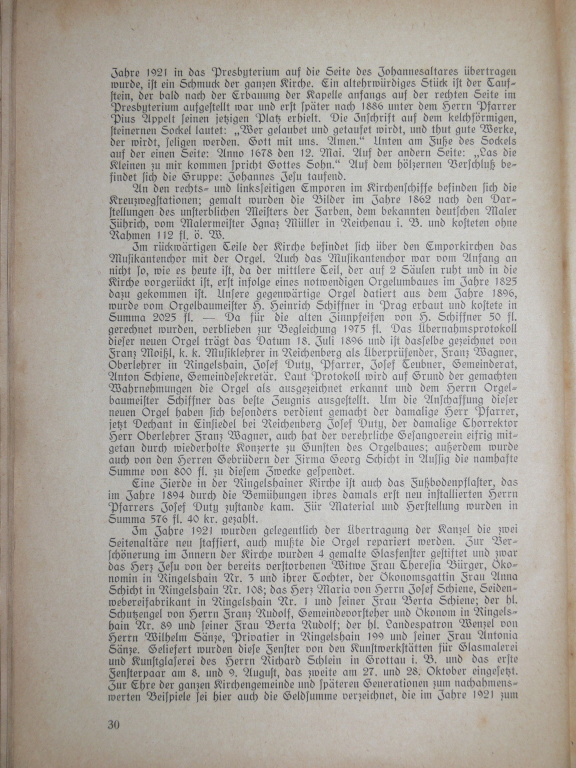 Jahre 1921 in das Presbyterium auf die Seite des Johannesaltares übertragen
wurde, ist ein Schmuck der ganzen Kirche. Ein altehrwürdiges Stück ist der Tauf-
stein, der bald nach der Erbauung der Kapelle anfangs auf der rechten Seite im
Presbyterium aufgestellt war und erst später nach 1886 unter dem Herrn Pfarrer
Pius Appelt seinen jetzigen Platz erhielt. Die Inschrift auf dem kelchförmigen,
steinernen Sockel lautet: „Wer gelaubet und getaufet wirdt, und thut gute Werke,
der wirdt, seligen werden. Gott mit uns. Amen.“ Unten am Fuße des Sockels
auf der einen Seite: Anno 1678 den 12. Mai. Auf der andern Seite: „Las die
Kleinen zu mir kommen spricht Gottes Sohn.“ Auf dem hölzernen Verschluß be-
findet sich die Gruppe: Johannes Jesu taufend.
An den rechts- und linksseitigen Emporen im Kirchenschiffe befinden sich die
Kreuzwegstationen; gemalt wurden die Bilder im Jahre 1862 nach den Dar-
stellungen des unsterblichen Meisters der Farben, dem bekannten deutschen Maler
Führich, vom Malermeister Ignaz Müller in Reichenau i. B. und kosteten ohne
Rahmen 112 fl. ö. W.
Im rückwärtigen Teile der Kirche befindet sich über den Emporkirchen das
Musikantenchor mit der Orgel. Auch das Musikantenchor war vom Anfang an
nicht so, wie es heute ist, da der mittlere Teil, der auf 2 Säulen ruht und in die
Kirche vorgerückt ist, erst infolge eines notwendigen Orgelumbaues im Jahre 1825
dazu gekommen ist. Unsere gegenwärtige Orgel datiert aus dem Jahre 1896,
wurde vom Orgelbaumeister H. Heinrich Schiffner in Prag erbaut und kostete in
Summa 2025 fl. — Da für die alten Zinnpfeifen von H. Schiffner 50 fl.
gerechnet wurden, verblieben zur Begleichung 1975 fl. Das Übernahmsprotokoll
dieser neuen Orgel trägt das Datum 18. Juli 1896 und ist dasselbe gezeichnet von
Franz Moißl, k. k. Musiklehrer in Reichenberg als Überprüfender, Franz Wagner,
Oberlehrer in Ringelshain, Josef Duty, Pfarrer, Josef Teubner, Gemeinderat,
Anton Schiene, Gemeindesekretär. Laut Protokoll wird auf Grund der gemachten
Wahrnehmungen die Orgel als ausgezeichnet erkannt und dem Herrn Orgel-
baumeister Schiffner das beste Zeugnis ausgestellt. Um die Anschaffung dieser
neuen Orgel haben sich besonders verdient gemacht der damalige Herr Pfarrer,
jetzt Dechant in Einsiedel bei Reichenberg Josef Duty, der damalige Chorrektor
Herr Oberlehrer Franz Wagner, auch hat der verehrliche Gesangverein eifrig mit-
getan durch wiederholte Konzerte zu Gunsten des Orgelbaues; außerdem wurde
auch von den Herren Gebrüdern der Firma Georg Schicht in Aussig die namhafte
Summe von 800 fl. zu diesem Zwecke gespendet.
Eine Zierde in der Ringelshainer Kirche ist auch das Fußbodenpflaster, das
im Jahre 1894 durch die Bemühungen ihres damals erst neu installierten Herrn
Pfarrers Josef Duty zustande kam. Für Material und Herstellung wurden in
Summa 576 fl. 40 kr. gezahlt.
Im Jahre 1921 wurden gelegentlich der Übertragung der Kanzel die zwei
Seitenaltäre neu staffiert, auch mußte die Orgel repariert werden. Zur Ver-
schönerung im Innern der Kirche wurden 4 gemalte Glasfenster gestiftet und zwar
das Herz Jesu von der bereits verstorbenen Witwe Frau Theresia Bürger, Öko-
nomin in Ringelshain Nr. 3 und ihrer Tochter, der Ökonomsgattin Frau Anna
Schicht in Ringelshain Nr. 108; das Herz Maria von Herrn Josef Schiene, Seiden-
webereifabrikant in Ringelshain Nr. 1 und seiner Frau Berta Schiene; der hl.
Schutzengel von Herrn Franz Rudolf, Gemeindevorsteher und Ökonom in Ringels-
hain Nr. 89 und seiner Frau Berta Rudolf; der hl. Landespatron Wenzel von
Herrn Wilhelm Sänze, Privatier in Ringelshain 199 und seiner Frau Antonia
Sänze. Geliefert wurden diese Fenster von den Kunstwerkstätten für Glasmalerei
und Kunstglaserei des Herrn Richard Schlein in Grottau i. B. und das erste
Fensterpaar am 8. und 9. August, das zweite am 27. und 28. Oktober eingesetzt.
Zur Ehre der ganzen Kirchengemeinde und späteren Generationen zum nachahmens-
werten Beispiele sei hier auch die Geldsumme verzeichnet, die im Jahre 1921 zum
30